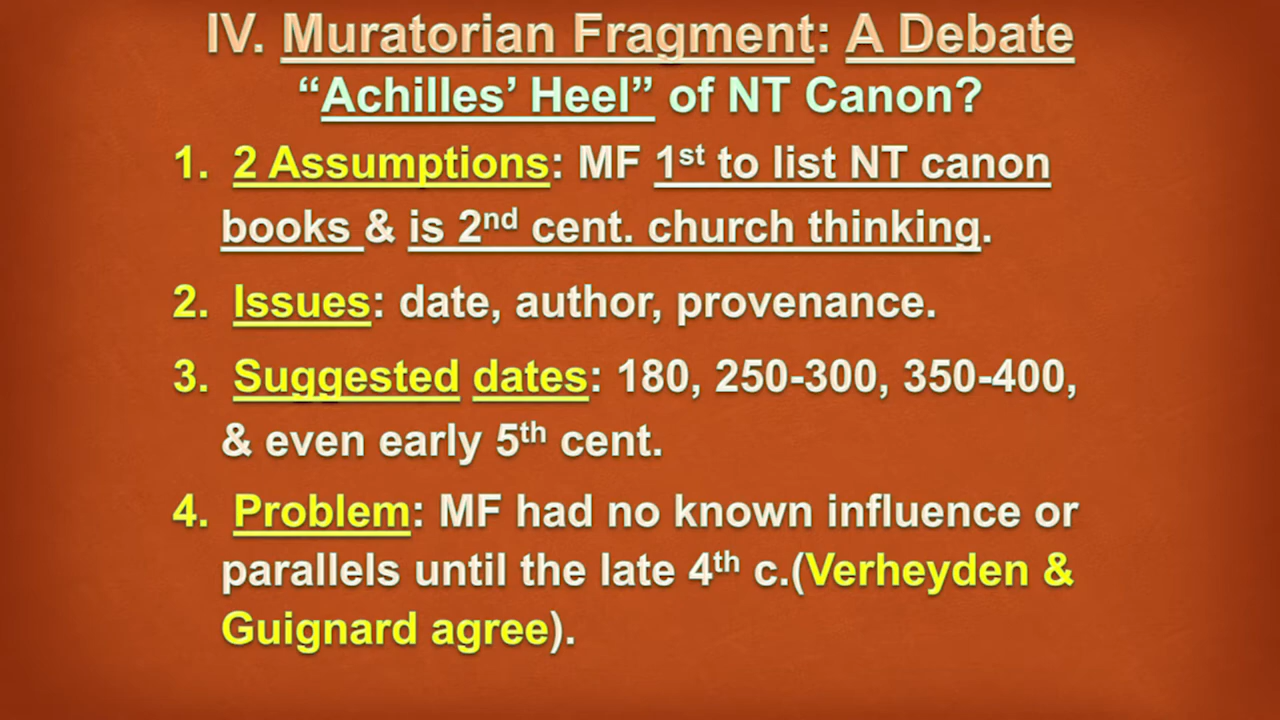 IV. Muratorian Fragment: A Debate
“Achilles’ Heel” of NT Canon?
1. 2 Assumptions: MF 1st to list NT canon
books & is 2nd cent. church thinking.
2. Issues: date, author, provenance.
3. Suggested dates: 180, 250-300, 350-400,
& even early 5th cent.
4. Problem: MF had no known influence or
parallels until the late 4th c.(Verheyden &
Guignard agree).